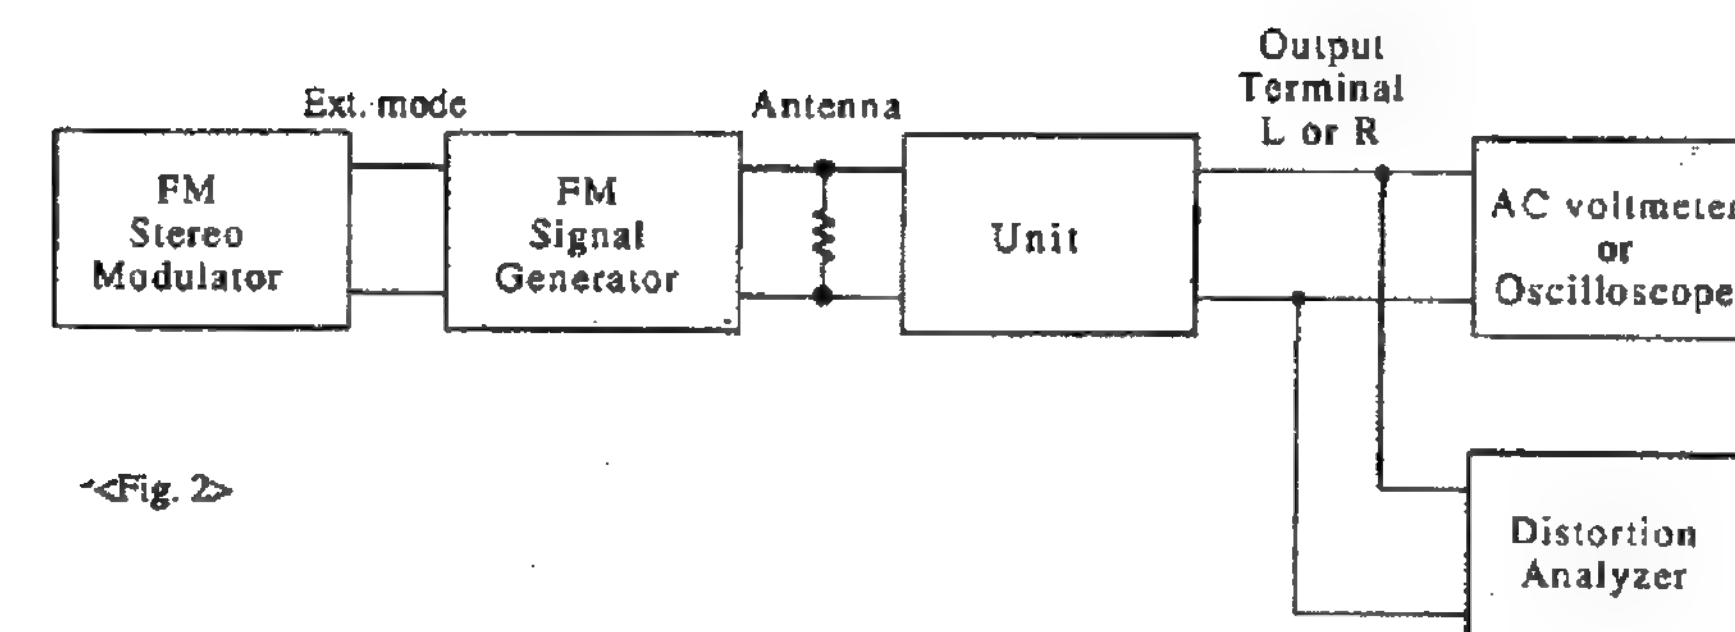 Output
Terminal
L or R
Ext. mode
Antenna
FM
Stereo
Modulator
FM
Signal
Generator
Unit
AC voltmeter
or
Oscilloscope
<Fig. 2>
Distortion
Analyzer